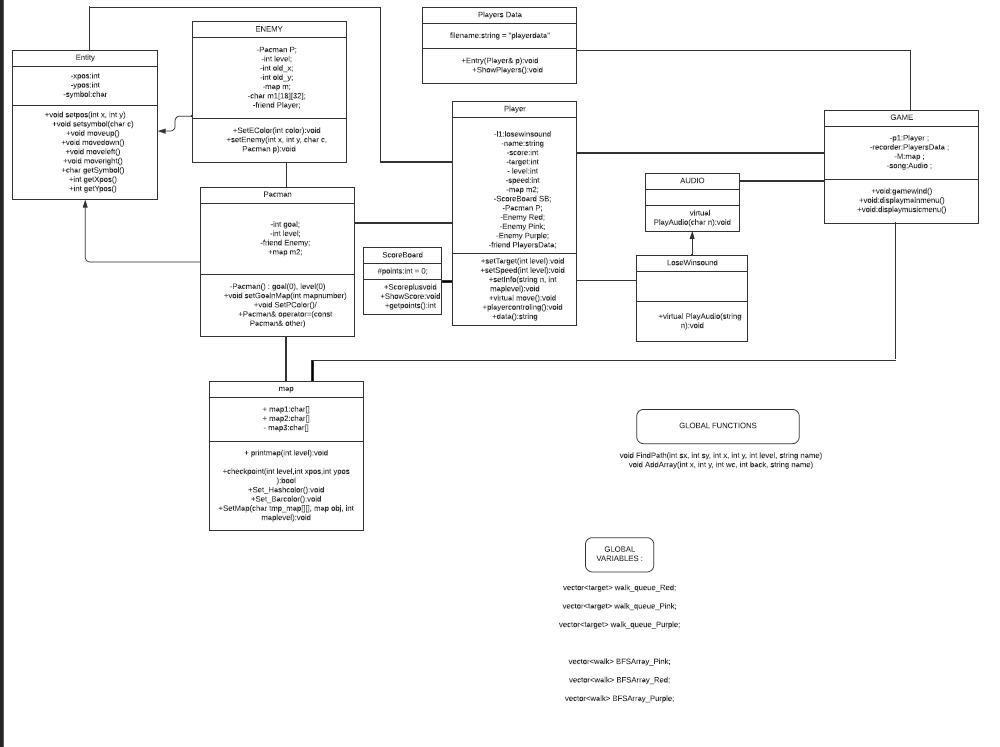 Entity
-xpos:int
-ypos:int
-symbol:char
+void setpos(int x, int y)
+void setsymbol(char c)
+void moveup()
+void movedown()
+void moveleft()
+void moveright()
+char getSymbol()
+int getXpos()
+int getYpos()
ENEMY
-Pacman P;
-int level;
-int old_x;
-int old_y;
-map m;
-char m1[18][32];
-friend Player;
+SetEColor(int color):void
+setEnemy(int x, int y, char c,
Pacman p):void
Players Data
filename:string = "playerdata"
+Entry(Player& p):void
+ShowPlayers():void
Player
-l1:losewinsound
-name:string
-score:int
-target:int
- level:int
-speed:int
-map m2;
-ScoreBoard SB;
-Pacman P;
-Enemy Red;
-Enemy Pink;
-Enemy Purple;
-friend PlayersData;
+setTarget(int level):void
+setSpeed(int level):void
+setInfo(string n, int
maplevel):void
+virtual move():void
+playercontroling():void
+data():string
GAME
-p1:Player ;
-recorder:PlayersData ;
-M:map ;
-song:Audio ;
+void:gamewind()
+void:displaymainmenu()
+void:displaymusicmenu()
AUDIO
virtual
PlayAudio(char n):void
Pacman
-int goal;
-int level;
-friend Enemy;
+map m2;
-Pacman() : goal(0), level(0)
+void setGoalnMap(int mapnumber)
+void SetPColor()/
+Pacman& operator=(const
Pacman& other)
ScoreBoard
#points:int = 0;
+Scoreplusvoid
+ShowScore:void
+getpoints():int
LoseWinsound
+virtual PlayAudio(string
n):void
map
+ map1:char[]
+ map2:char[]
- map3:char[]
+ printmap(int level):void
+checkpoint(int level,int xpos,int ypos
):bool
+Set_Hashcolor():void
+Set_Barcolor():void
+SetMap(char tmp_map[][], map obj, int
maplevel):void
GLOBAL FUNCTIONS
void FindPath(int sx, int sy, int x, int y, int level, string name)
void AddArray(int x, int y, int wc, int back, string name)
GLOBAL
VARIABLES :
vector<target> walk_queue_Red;
vector<target> walk_queue_Pink;
vector<target> walk_queue_Purple;
vector<walk> BFSArray_Pink;
vector<walk> BFSArray_Red;
vector<walk> BFSArray_Purple;